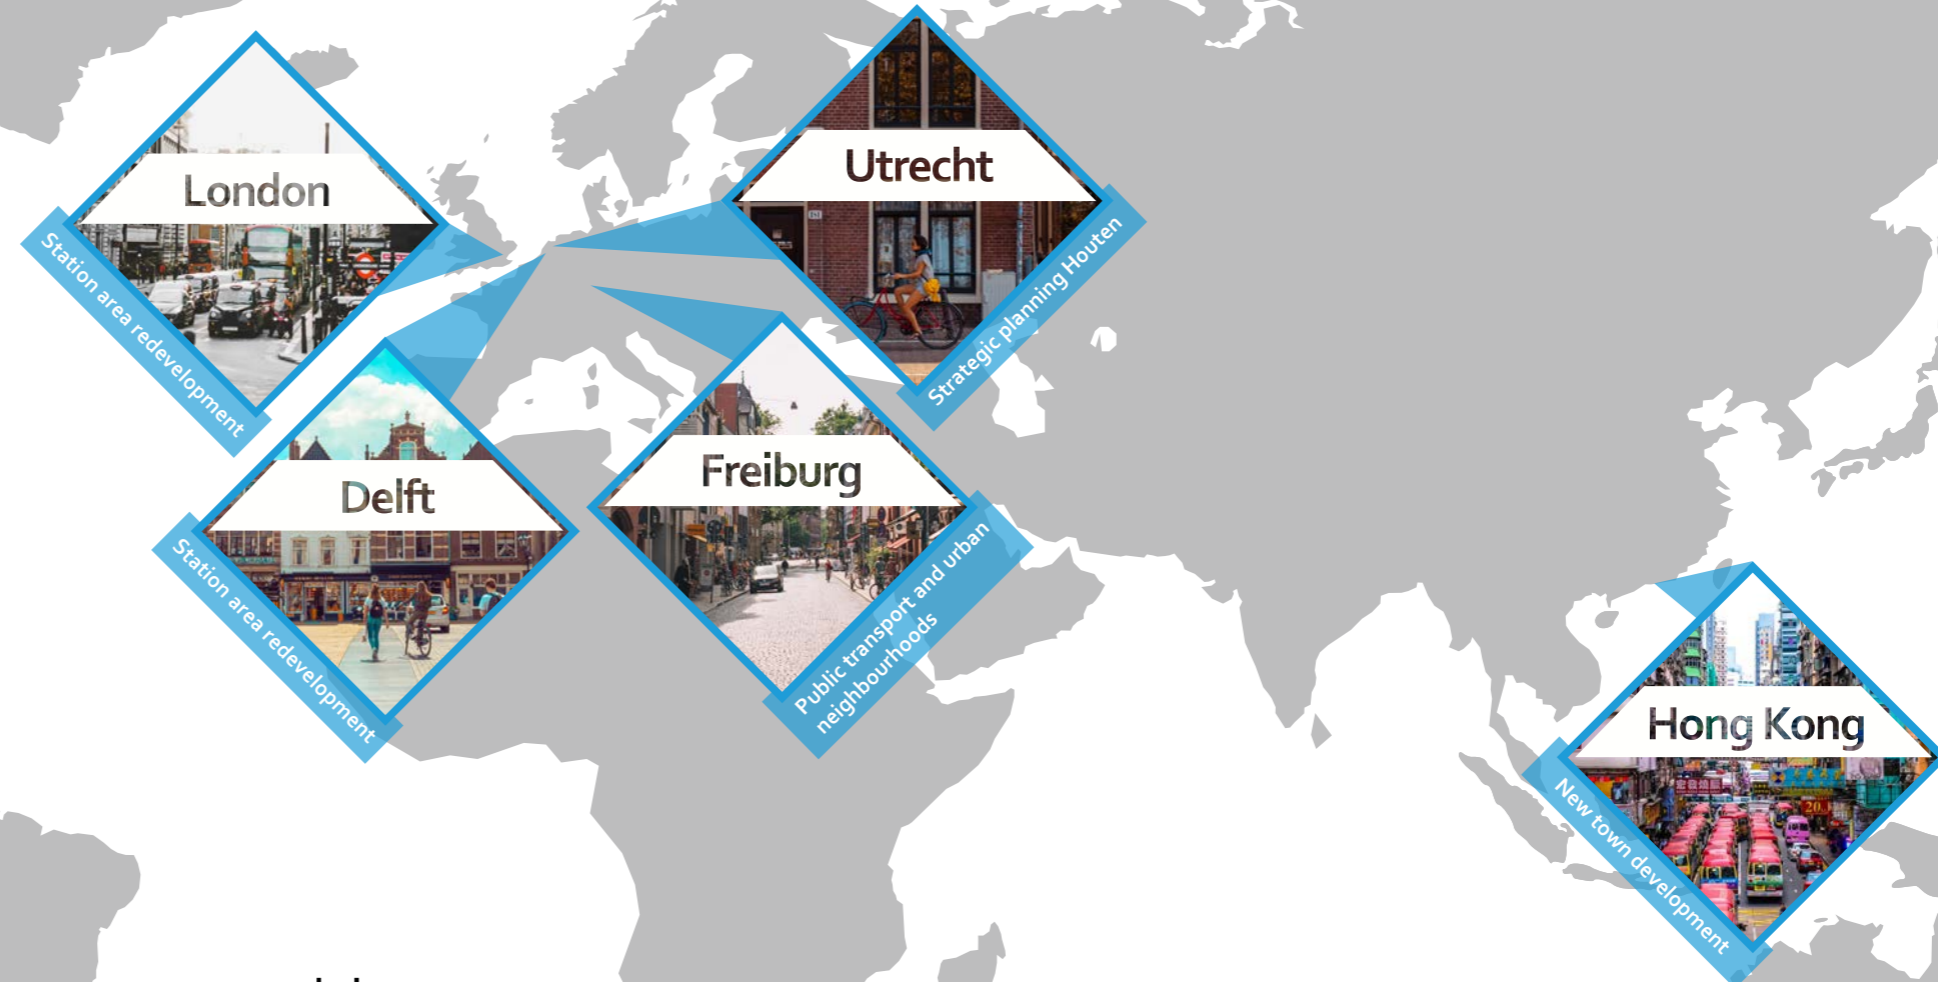 London
Station area redevelopment
Utrecht
Strategic planning Houten
Delft
Station area redevelopment
Freiburg
Public transport and urban
neighbourhoods
Hong Kong
New town development